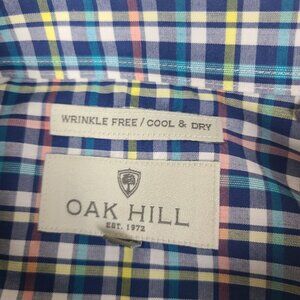 WRINKLE FREE / COOL & DRY
OAK HILL
EST. 1972